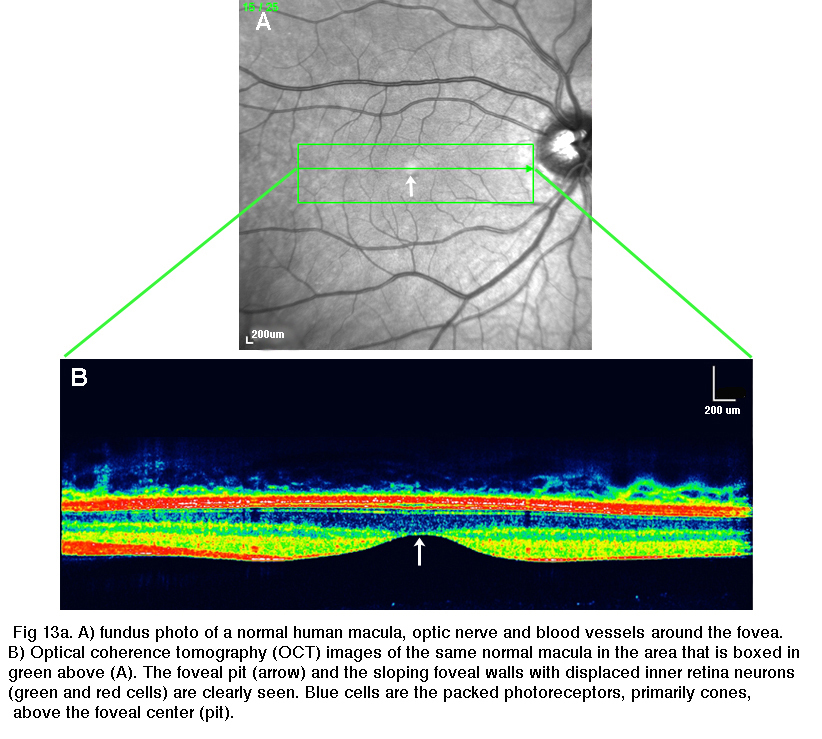 A
200um
B
200 um
Fig 13a. A) fundus photo of a normal human macula, optic nerve and blood vessels around the fovea.
B) Optical coherence tomography (OCT) images of the same normal macula in the area that is boxed in
green above (A). The foveal pit (arrow) and the sloping foveal walls with displaced inner retina neurons
(green and red cells) are clearly seen. Blue cells are the packed photoreceptors, primarily cones,
above the foveal center (pit).